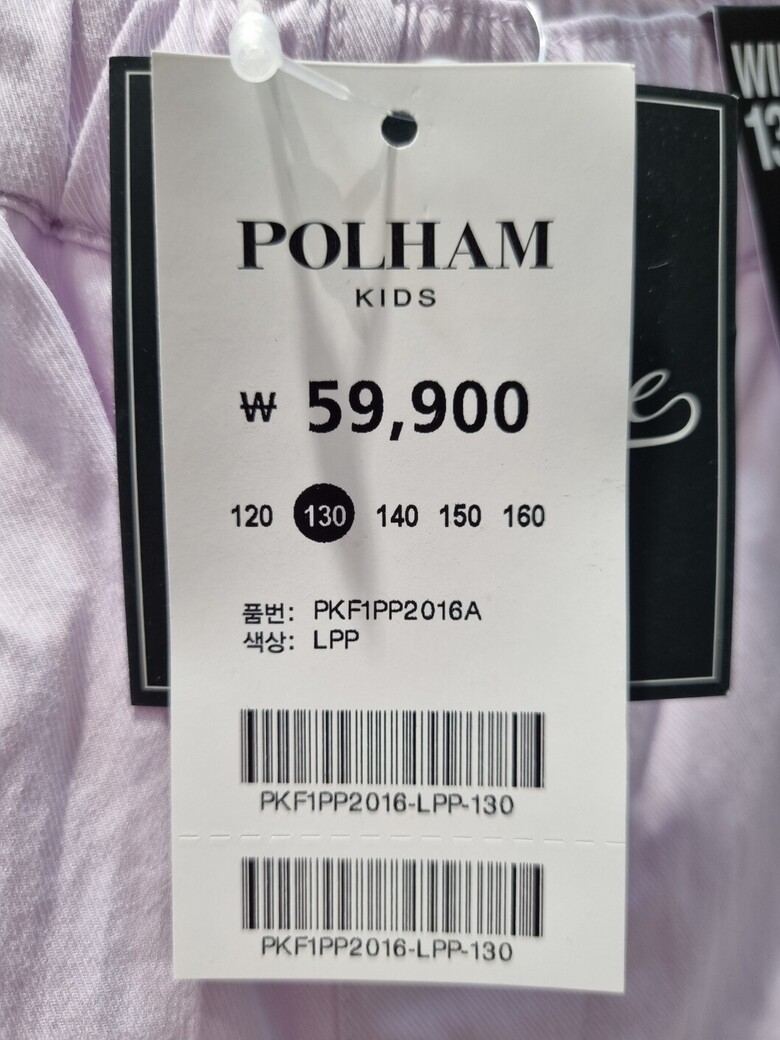 POLHAM
KIDS
₩ 59,900
120 130 140 150 160
품번: PKF1PP2016A
색상: LPP
PKF1PP2016-LPP-130
PKF1PP2016-LPP-130